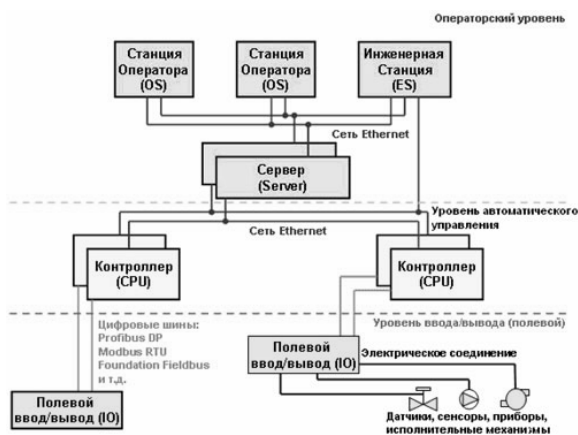 Операторский уровень
Станция
Оператора
(OS)
Станция
Оператора
(OS)
Инженерная
Станция
(ES)
Сеть Ethernet
Сервер
(Server)
Уровень автоматического
управления
Сеть Ethernet
Контроллер
(CPU)
Контроллер
(CPU)
Цифровые шины:
Profibus DP
Modbus RTU
Foundation Fieldbus
и т.д.
Уровень ввода/вывода (полевой)
Полевой
ввод/вывод (IO)
Электрическое соединение
Полевой
ввод/вывод (IO)
Датчики, сенсоры, приборы,
исполнительные механизмы